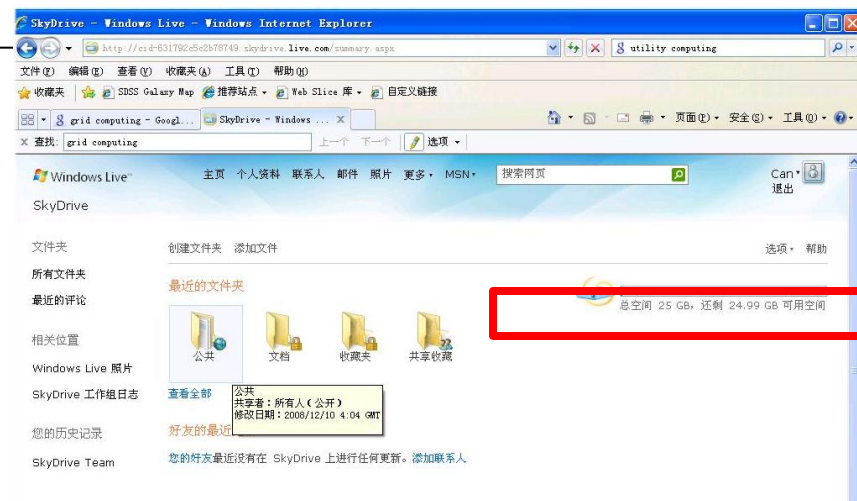 SkyDrive - Windows Live - Windows Internet Explorer
http://cid-631792c5c2b78749.skydrive.live.com/summary.aspx
utility computing
文件(F) 编辑(E) 查看(V) 收藏夹(A) 工具(T) 帮助(H)
收藏夹 SDSS Galaxy Map 推荐站点 Web Slice 库 自定义链接
grid computing - Googl... SkyDrive - Windows ... X 页面(P) 安全(S) 工具(O)
x 查找: grid computing 上一个 下一个 选项
Windows Live™ 主页 个人资料 联系人 邮件 照片 更多 MSN 搜索网页 Can
退出
SkyDrive
文件夹 创建文件夹 添加文件 选项 帮助
所有文件夹 最近的文件夹
最近的评论 总空间 25 GB，还剩 24.99 GB 可用空间
相关位置
公共 文档 收藏夹 共享收藏
Windows Live 照片
SkyDrive 工作组日志 查看全部
公共
共享者：所有人(公开)
修改日期：2008/12/10 4:04 GMT
您的历史记录 好友的最近
SkyDrive Team 您的好友最近没有在 SkyDrive 上进行任何更新。添加联系人